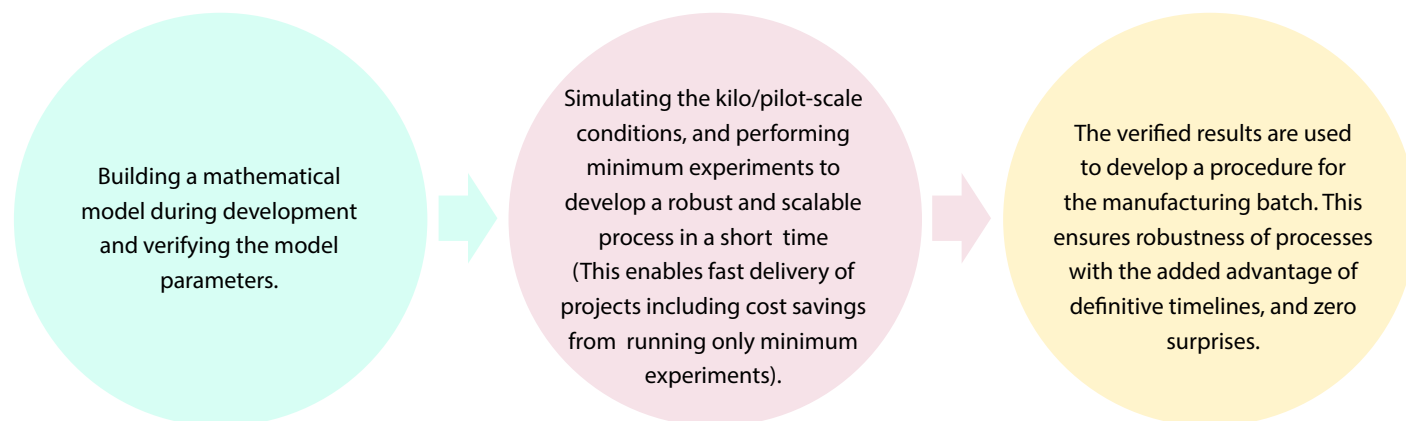 Building a mathematical
model during development
and verifying the model
parameters.
Simulating the kilo/pilot-scale
conditions, and performing
minimum experiments to
develop a robust and scalable
process in a short time
(This enables fast delivery of
projects including cost savings
from running only minimum
experiments).
The verified results are used
to develop a procedure for
the manufacturing batch. This
ensures robustness of processes
with the added advantage of
definitive timelines, and zero
surprises.